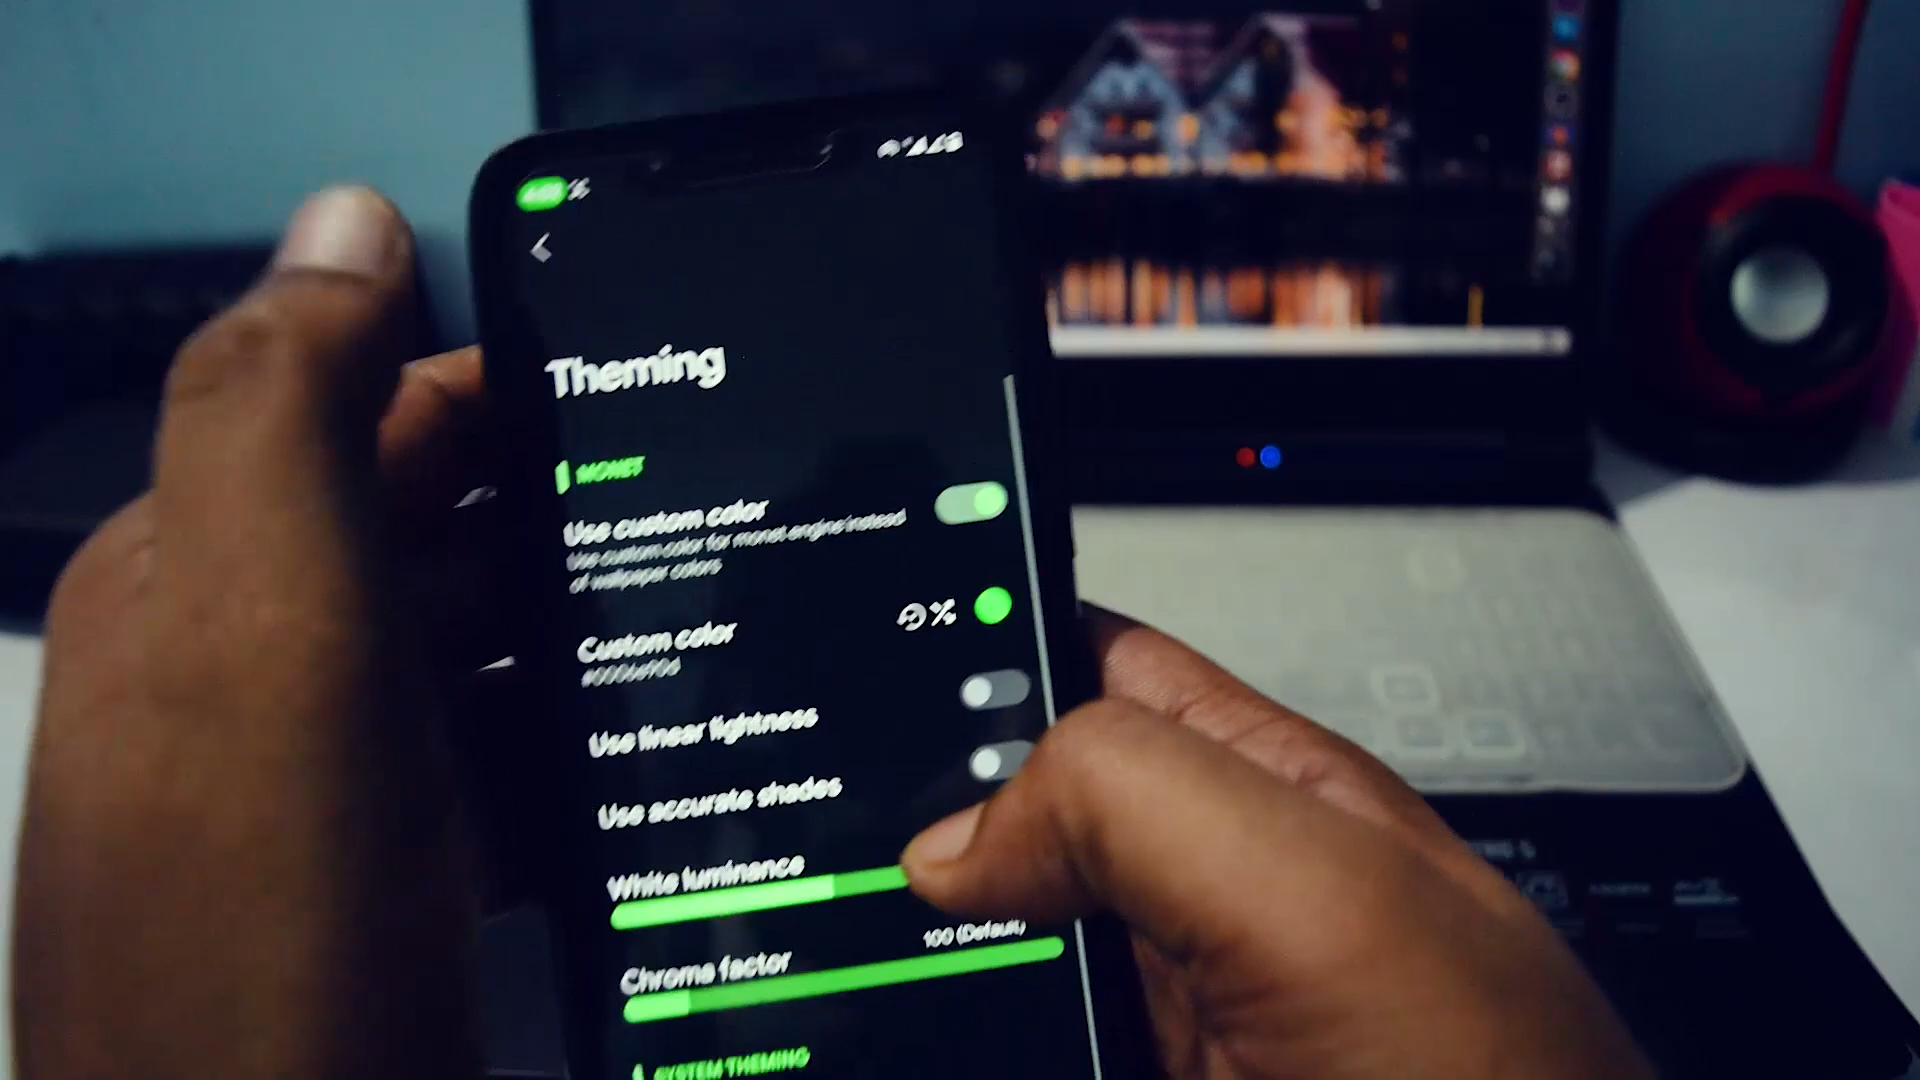 Theming
MONET
Use custom color
Use custom color for monet engine instead
of wallpaper colors
Custom color
Use linear lightness
Use accurate shades
White luminance
100 (Default)
Chroma factor
SYSTEM THEMING